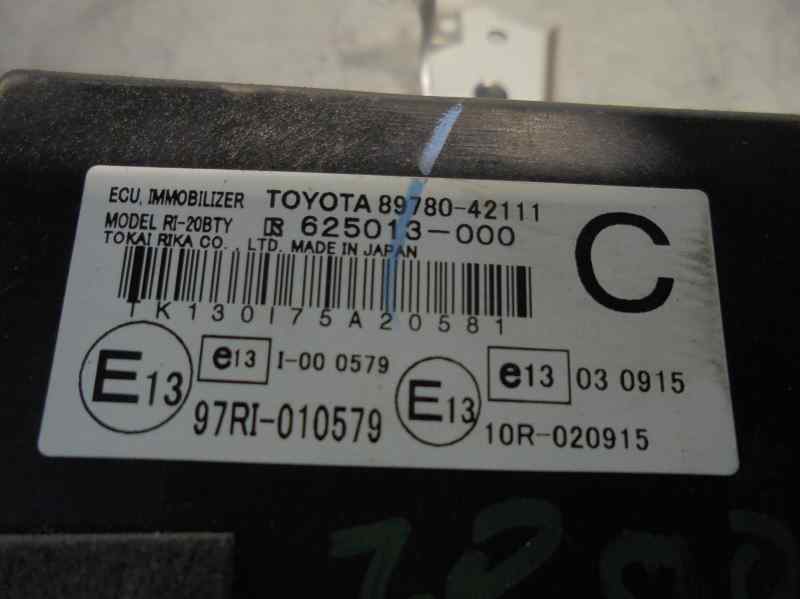 ECU, IMMOBILIZER TOYOTA 89780-42111
MODEL RI-20BTY 625013-000
TOKAI RIKA CO., LTD. MADE IN JAPAN
C
TK130I75A20581
E13 e13 I-00 0579
97RI-010579
E13 e13 03 0915
10R-020915